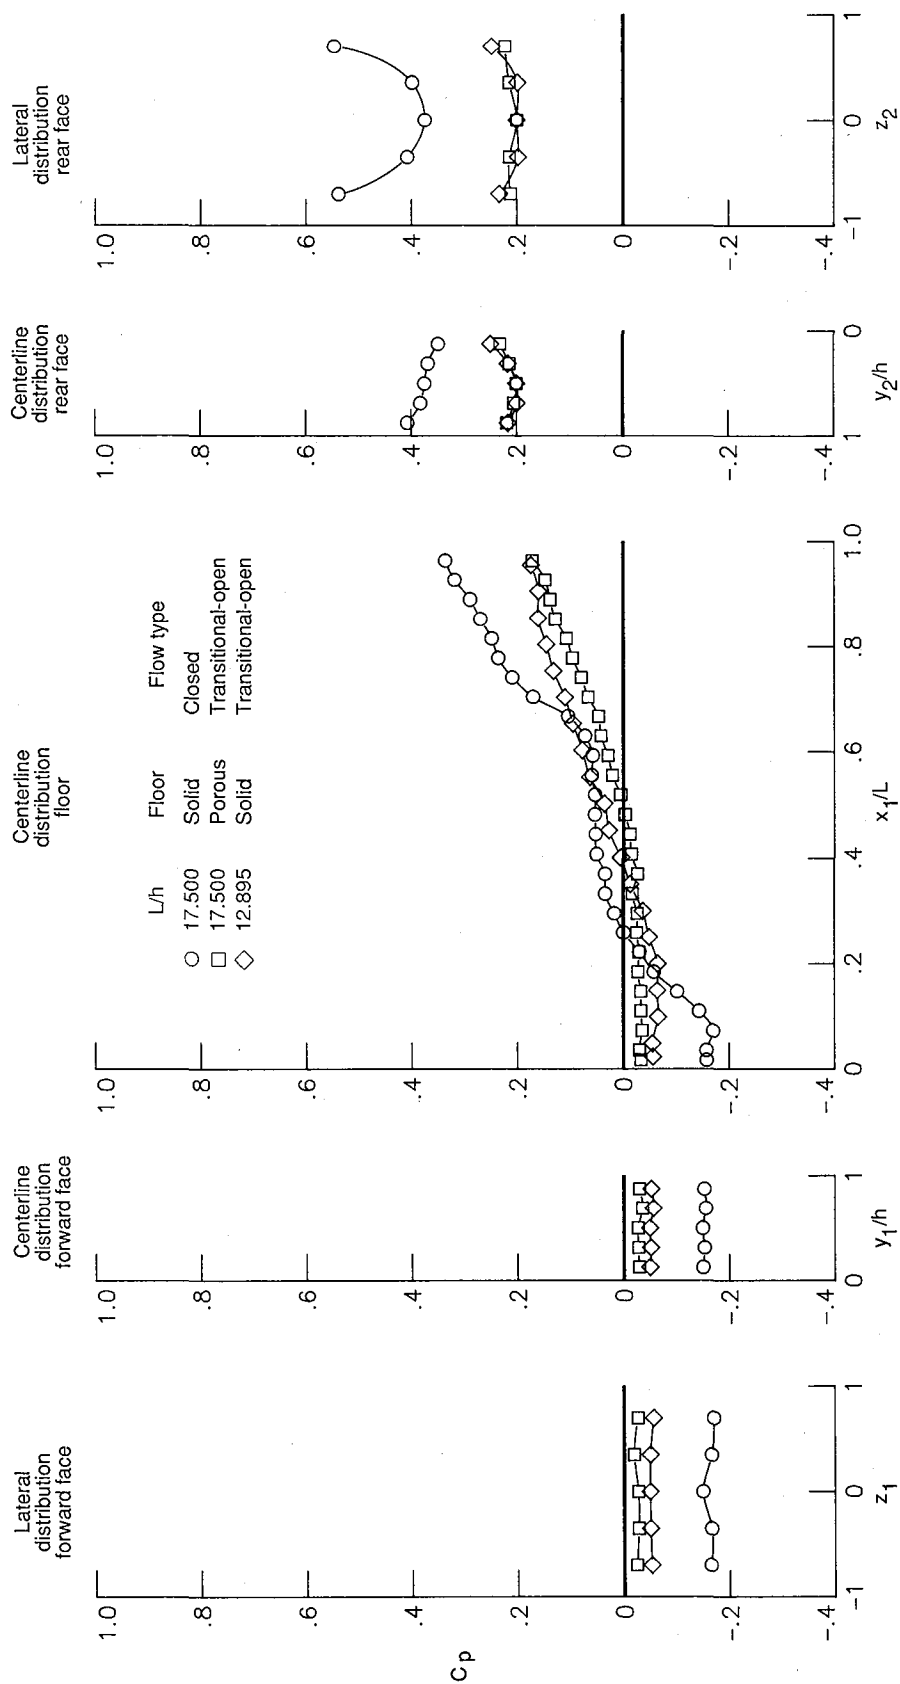 Lateral
distribution
forward face
1.0
.8
.6
.4
.2
0
-.2
-.4
-1
0
1
z1
Cp
Centerline
distribution
forward face
1.0
.8
.6
.4
.2
0
-.2
-.4
0
1
y1/h
Centerline
distribution
floor
L/h Floor Flow type
17.500 Solid Closed
17.500 Porous Transitional-open
12.895 Solid Transitional-open
1.0
.8
.6
.4
.2
0
-.2
-.4
0
.2
.4
.6
.8
1.0
x1/L
Centerline
distribution
rear face
1.0
.8
.6
.4
.2
0
-.2
-.4
1
0
y2/h
Lateral
distribution
rear face
1.0
.8
.6
.4
.2
0
-.2
-.4
-1
0
1
z2